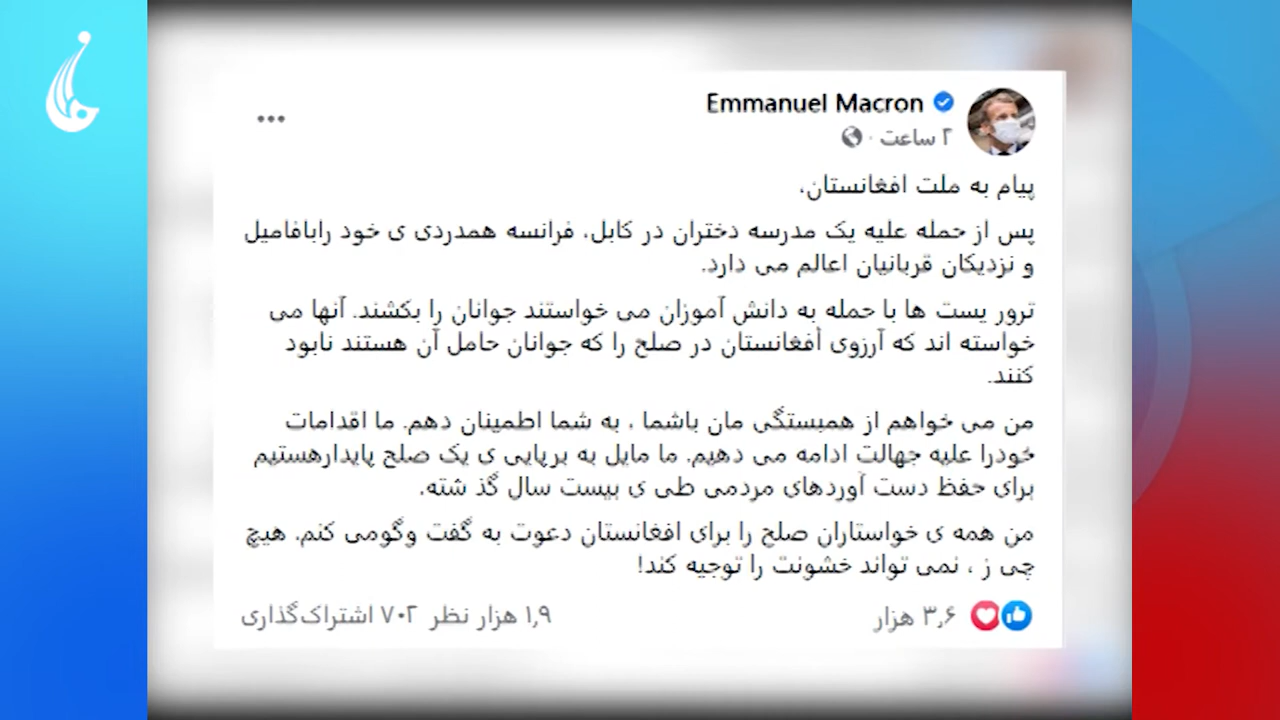 Emmanuel Macron
۲ ساعت ·
پیام به ملت افغانستان،
پس از حمله علیه یک مدرسه دختران در کابل، فرانسه همدردی ی خود رابافامیل
و نزدیکان قربانیان اعالم می دارد.
ترور یست ها با حمله به دانش آموزان می خواستند جوانان را بکشند. آنها می
خواسته اند که آرزوی أفغانستان در صلح را که جوانان حامل آن هستند نابود
کنند.
من می خواهم از همبستگی مان باشما ، به شما اطمینان دهم. ما اقدامات
خودرا علیه جهالت ادامه می دهیم. ما مایل به برپایی ی یک صلح پایدارهستیم
برای حفظ دست آوردهای مردمی طی ی بیست سال گذ شته.
من همه ی خواستاران صلح را برای افغانستان دعوت به گفت وگومی کنم. هیچ
چی ز ، نمی تواند خشونت را توجیه کند!
۳٫۶ هزار
۱٫۹ هزار نظر ۷۰۲ اشتراک‌گذاری